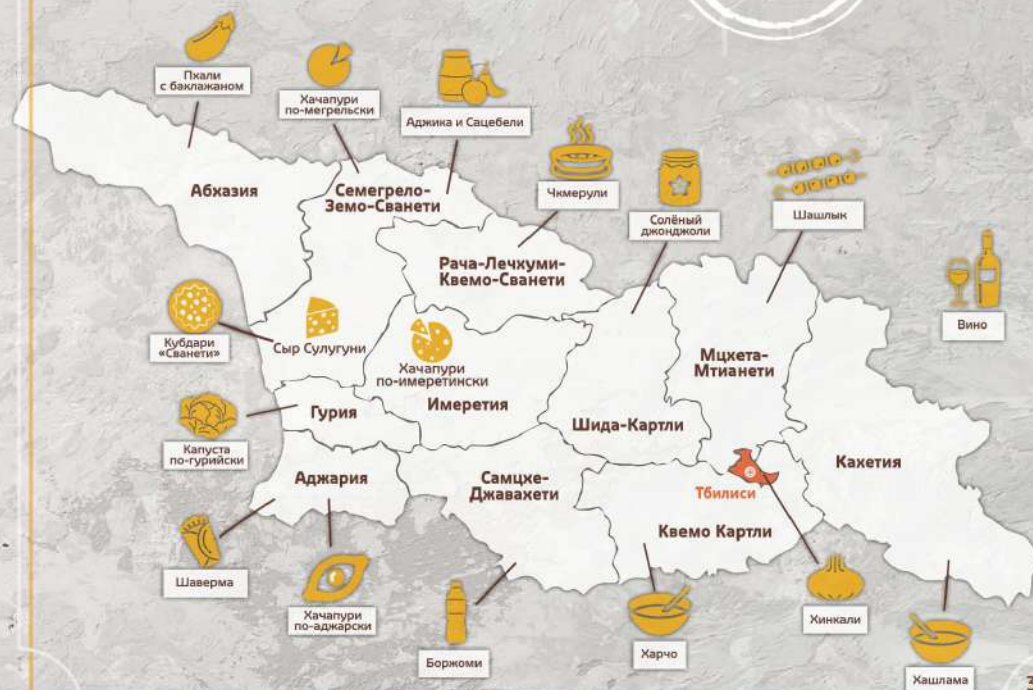 Пхали
с баклажаном
Хачапури
по-мегрельски
Аджика и Сацебели
Чкмерули
Солёный
джонджоли
Шашлык
Вино
Абхазия
Семегрело-
Земо-Сванети
Рача-Лечхуми-
Квемо-Сванети
Кубдари
«Сванети»
Сыр Сулугуни
Хачапури
по-имеретински
Имеретия
Мцхета-
Мтианети
Гурия
Шида-Картли
Капуста
по-гурийски
Аджария
Самцхе-
Джавахети
Тбилиси
Кахетия
Квемо Картли
Шаверма
Хачапури
по-аджарски
Боржоми
Харчо
Хинкали
Хашлама